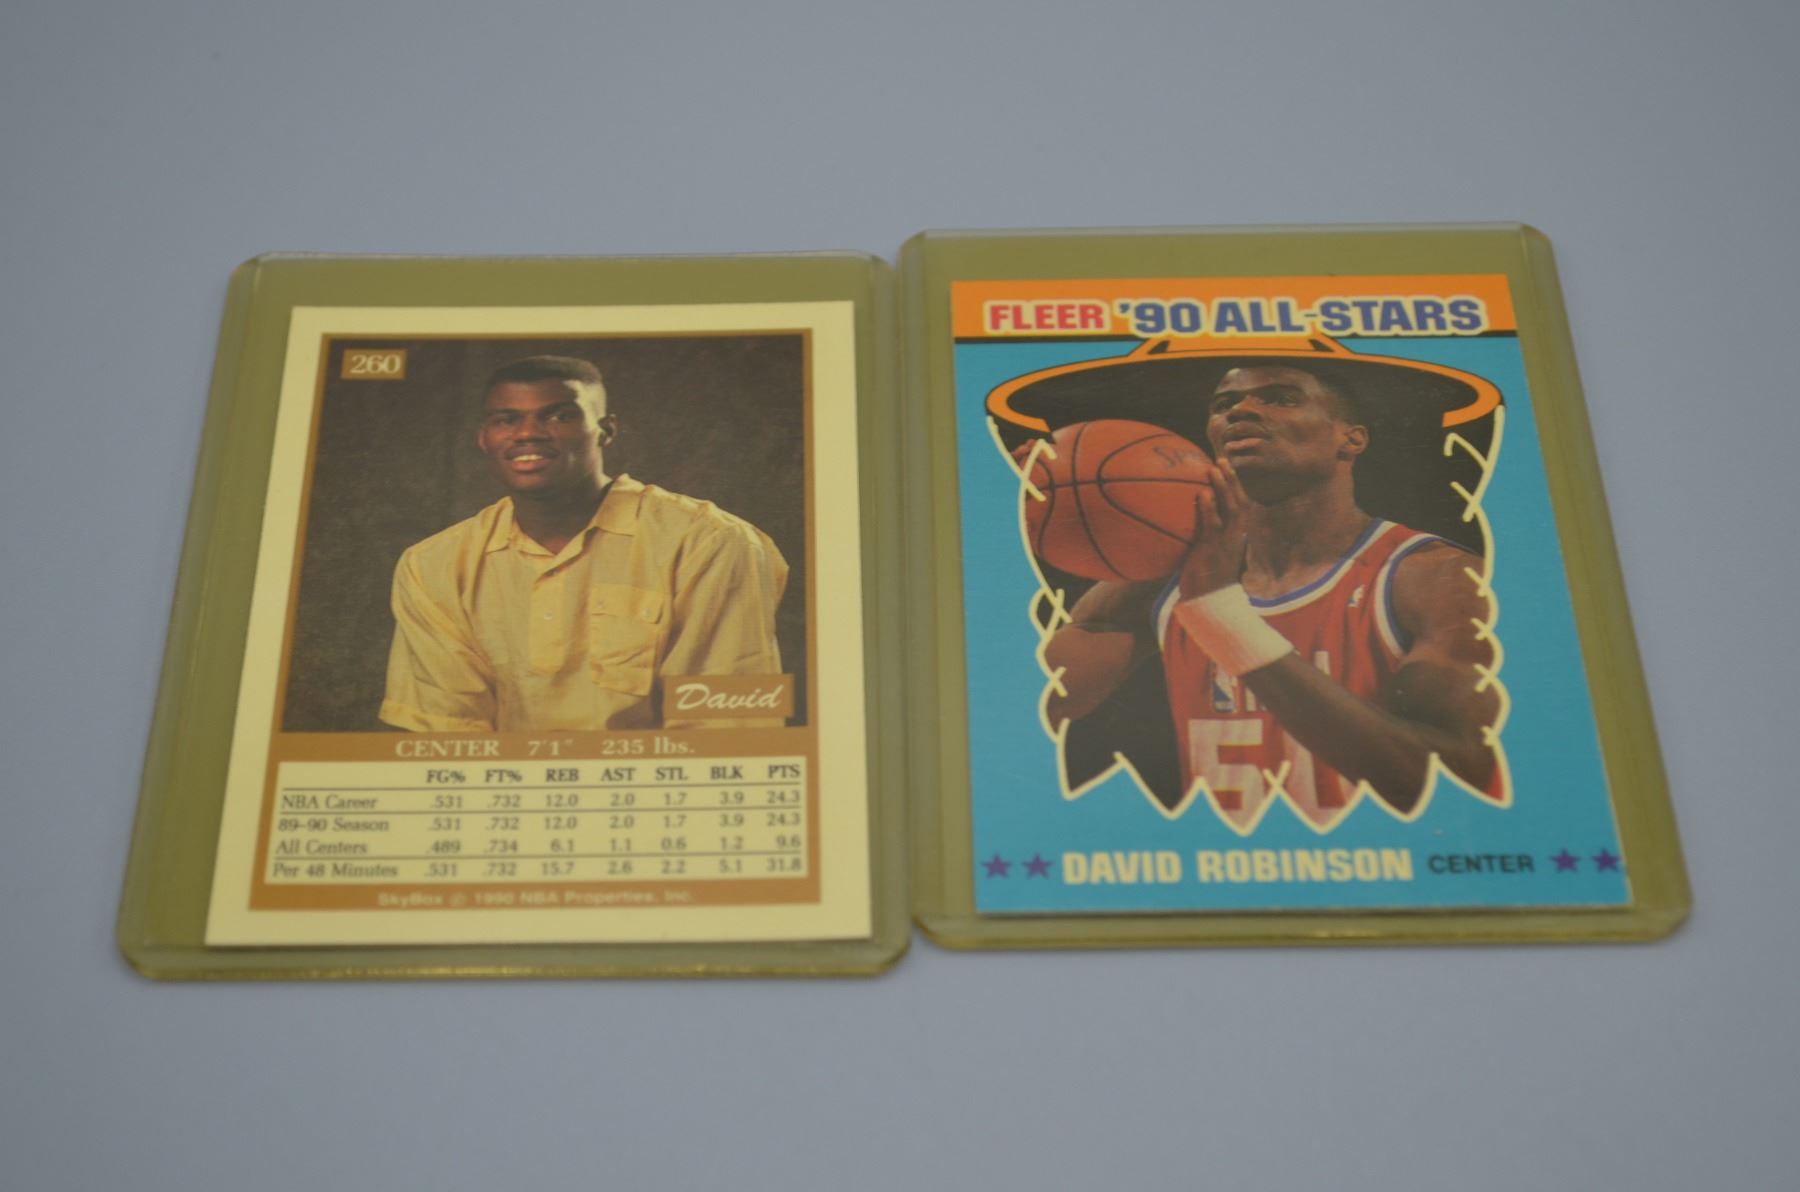 260
David
CENTER 7'1" 235 lbs.
FG% FT% REB AST STL BLK PTS
NBA Career .531 .732 12.0 2.0 1.7 3.9 24.3
89-90 Season .531 .732 12.0 2.0 1.7 3.9 24.3
All Centers .489 .734 6.1 1.1 0.6 1.2 9.6
Per 48 Minutes .531 .732 15.7 2.6 2.2 5.1 31.8
SkyBox © 1990 NBA Properties, Inc.
FLEER '90 ALL-STARS
50
DAVID ROBINSON CENTER